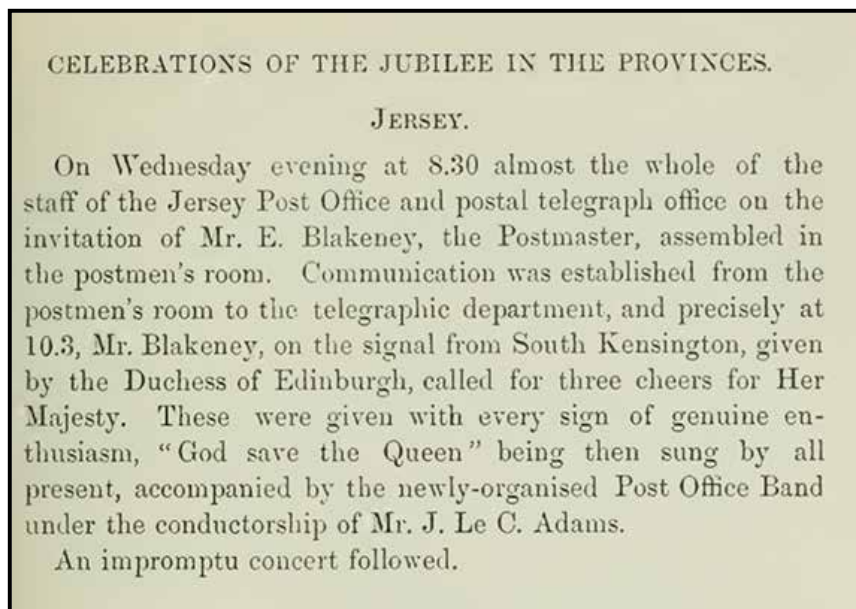 CELEBRATIONS OF THE JUBILEE IN THE PROVINCES.
JERSEY.
On Wednesday evening at 8.30 almost the whole of the
staff of the Jersey Post Office and postal telegraph office on the
invitation of Mr. E. Blakeney, the Postmaster, assembled in
the postmen's room. Communication was established from the
postmen's room to the telegraphic department, and precisely at
10.3, Mr. Blakeney, on the signal from South Kensington, given
by the Duchess of Edinburgh, called for three cheers for Her
Majesty. These were given with every sign of genuine en-
thusiasm, "God save the Queen" being then sung by all
present, accompanied by the newly-organised Post Office Band
under the conductorship of Mr. J. Le C. Adams.
An impromptu concert followed.